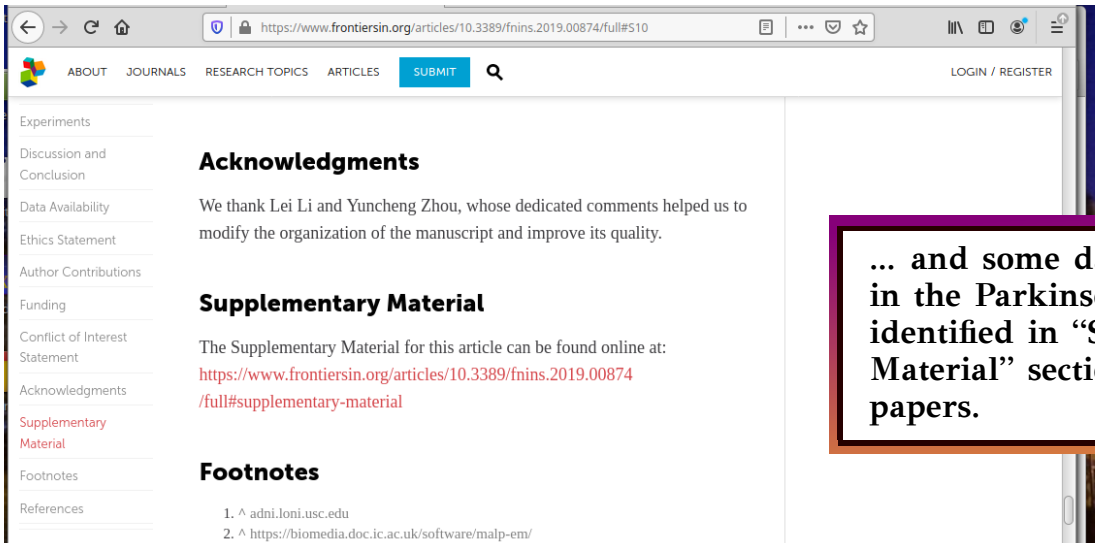 https://www.frontiersin.org/articles/10.3389/fnins.2019.00874/full#S10
ABOUT JOURNALS RESEARCH TOPICS ARTICLES SUBMIT LOGIN / REGISTER
Experiments
Discussion and
Conclusion
Data Availability
Ethics Statement
Author Contributions
Funding
Conflict of Interest
Statement
Acknowledgments
Supplementary
Material
Footnotes
References
Acknowledgments
We thank Lei Li and Yuncheng Zhou, whose dedicated comments helped us to
modify the organization of the manuscript and improve its quality.
Supplementary Material
The Supplementary Material for this article can be found online at:
https://www.frontiersin.org/articles/10.3389/fnins.2019.00874
/full#supplementary-material
Footnotes
1. ^ adni.loni.usc.edu
2. ^ https://biomedia.doc.ic.ac.uk/software/malp-em/
... and some
in the
identified in
Material”
papers.